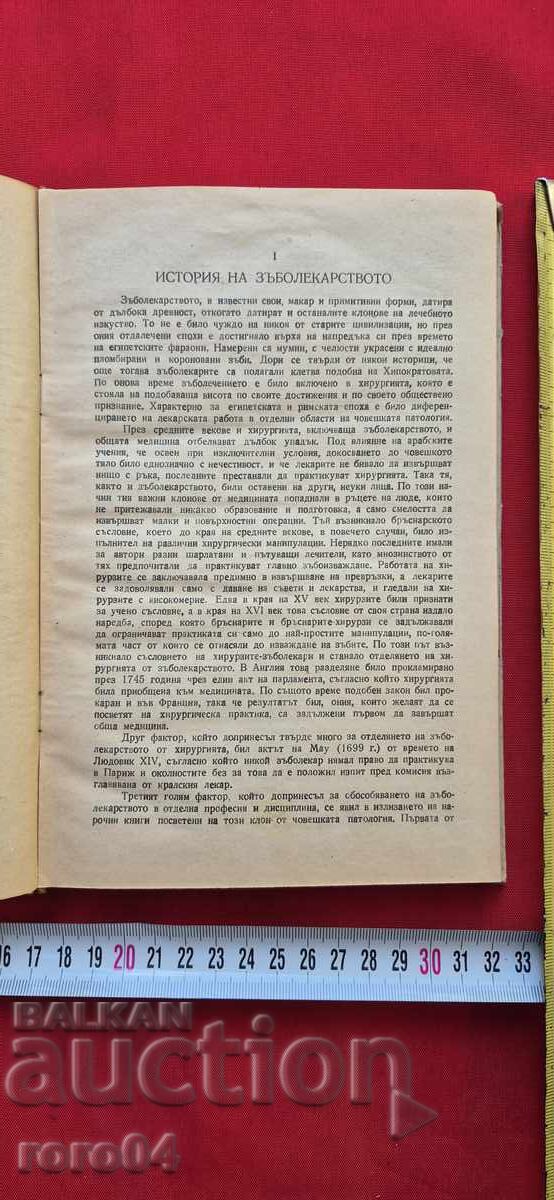 I
ИСТОРИЯ НА ЗЪБОЛЕКАРСТВОТО
Зъболекарството, в известни свои, макар и примитивни форми, датира
от дълбока древност, откогато датират и останалите клонове на лечебното
изкуство. То не е било чуждо на никоя от старите цивилизации, но през
ония отдалечени епохи е достигнало върха на напредъка си през времето
на египетските фараони. Намерени са мумии, с челюсти украсени с идеално
пломбирани и короновани зъби. Дори се твърди от някои историци, че
още тогава зъболекарите са полагали клетва подобна на Хипократовата.
По онова време зъболечението е било включено в хирургията, която е
стояла на подобаваща висота по своите достижения и по своето обществено
признание. Характерно за египетската и римската епоха е било диферен-
цирането на лекарската работа в отделни области на човешката патология.
През средните векове и хирургията, включваща зъболекарството, и
общата медицина отбелязват дълбок упадък. Под влияние на арабските
учения, че освен при изключителни условия, докосването до човешкото
тяло било еднозначно с нечестивост, и че лекарите не бивало да извършват
нищо с ръка, последните престанали да практикуват хирургията. Така тя,
както и зъболекарството, били оставени на други, неуки лица. По този на-
чин тия важни клонове от медицината попаднали в ръцете на люде, които
не притежавали никакво образование и подготовка, а само смелостта да
извършват малки и повърхностни операции. Тъй възникнало бръснарското
съсловие, което до края на средните векове, в повечето случаи, било из-
пълнител на различни хирургически манипулации. Нерядко последните имали
за автори разни шарлатани и пътуващи лечители, като мнозинството от
тях предпочитали да практикуват главно зъбоизваждане. Работата на хи-
рурзите се заключавала предимно в извършване на превръзки, а лекарите
се задоволявали само с даване на съвети и лекарства, и гледали на хи-
рурзите с високомерие. Едва в края на XV век хирурзите били признати
за учено съсловие, а в края на XVI век това съсловие от своя страна издало
наредба, според която бръснарите и бръснарите-хирурзи се задължавали
да ограничават практиката си само до най-простите манипулации, по-голя-
мата част от които се отнасяли до изваждане на зъбите. По този път въз-
никнало съсловието на хирурзите-зъболекари и станало отделянето на хи-
рургията от зъболекарството. В Англия това разделяне било прокламирано
през 1745 година чрез един акт на парламента, съгласно който хирургията
била приобщена към медицината. По същото време подобен закон бил про-
каран и във Франция, така че резултатът бил, ония, които желаят да се
посветят на хирургическа практика, са задължени първом да завършат
обща медицина.
Друг фактор, който допринесъл твърде много за отделянето на зъбо-
лекарството от хирургията, бил актът на May (1699 г.) от времето на
Людовик XIV, съгласно който никой зъболекар нямал право да практикува
в Париж и околностите без за това да е положил изпит пред комисия въз-
главявана от кралския лекар.
Третият голям фактор, който допринесъл за обособяването на зъбо-
лекарството в отделна професия и дисциплина, се явил в излизането на на-
рочни книги посветени на този клон от човешката патология. Първата от
16 17 18 19 20 21 22 23 24 25 26 27 28 29 30 31 32 33
BALKAN
auction
roro04